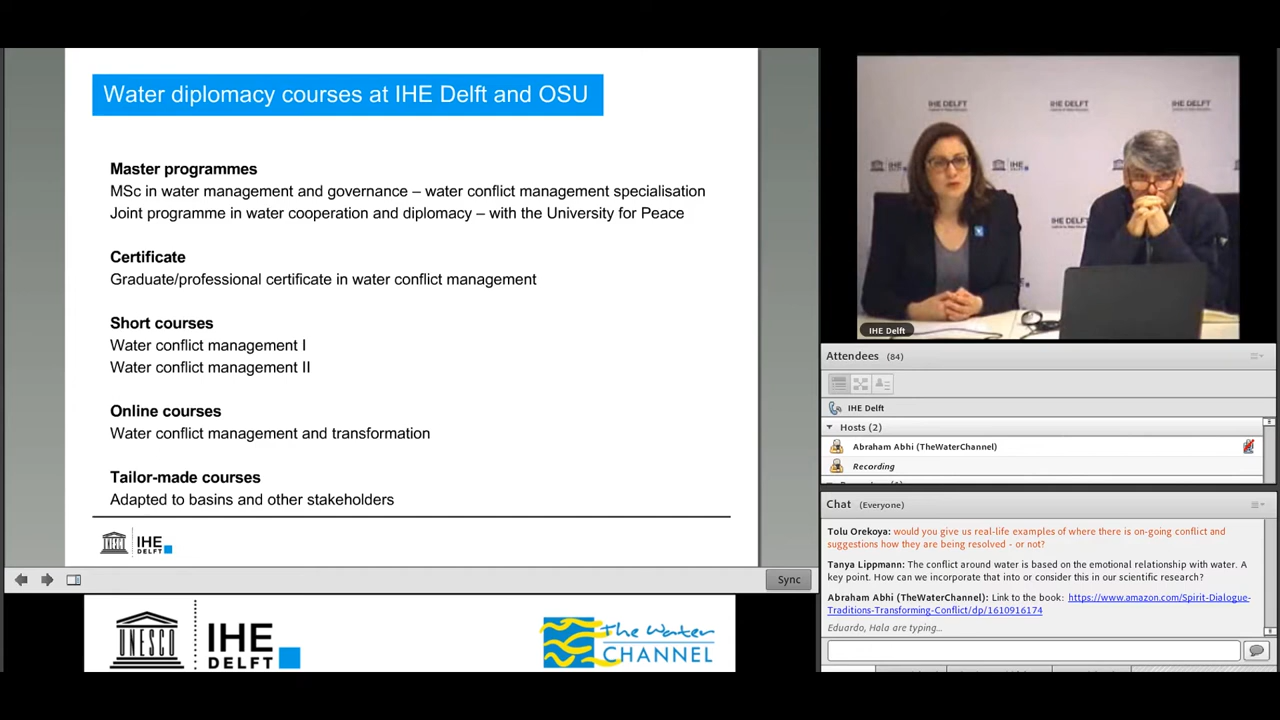 Water diplomacy courses at IHE Delft and OSU
Master programmes
MSc in water management and governance – water conflict management specialisation
Joint programme in water cooperation and diplomacy – with the University for Peace
Certificate
Graduate/professional certificate in water conflict management
Short courses
Water conflict management I
Water conflict management II
Online courses
Water conflict management and transformation
Tailor-made courses
Adapted to basins and other stakeholders
IHE
DELFT
Sync
UNESCO
IHE
DELFT
The Water
CHANNEL
IHE DELFT
IHE DELFT
IHE DELFT
IHE
DELFT
IHE DELFT
IHE Delft
Attendees (84)
IHE Delft
Hosts (2)
Abraham Abhi (TheWaterChannel)
Recording
Chat (Everyone)
Tolu Orekoya: would you give us real-life examples of where there is on-going conflict and
suggestions how they are being resolved - or not?
Tanya Lippmann: The conflict around water is based on the emotional relationship with water. A
key point. How can we incorporate that into or consider this in our scientific research?
Abraham Abhi (TheWaterChannel): Link to the book: https://www.amazon.com/Spirit-Dialogue-
Traditions-Transforming-Conflict/dp/1610916174
Eduardo, Hala are typing...